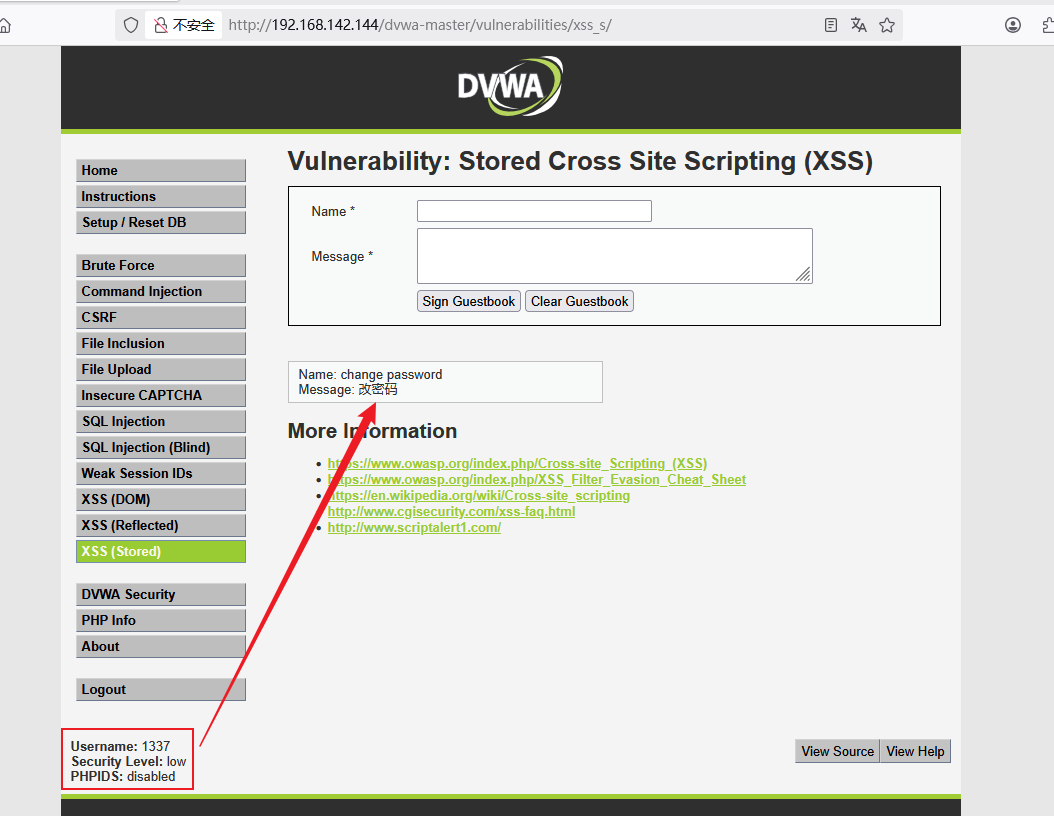 不安全 http://192.168.142.144/dvwa-master/vulnerabilities/xss_s/
DVWA
Home
Instructions
Setup / Reset DB
Brute Force
Command Injection
CSRF
File Inclusion
File Upload
Insecure CAPTCHA
SQL Injection
SQL Injection (Blind)
Weak Session IDs
XSS (DOM)
XSS (Reflected)
XSS (Stored)
DVWA Security
PHP Info
About
Logout
Vulnerability: Stored Cross Site Scripting (XSS)
Name *
Message *
Sign Guestbook Clear Guestbook
Name: change password
Message: 改密码
More Information
https://www.owasp.org/index.php/Cross-site_Scripting_(XSS)
https://www.owasp.org/index.php/XSS_Filter_Evasion_Cheat_Sheet
https://en.wikipedia.org/wiki/Cross-site_scripting
http://www.cgisecurity.com/xss-faq.html
http://www.scriptalert1.com/
Username: 1337
Security Level: low
PHPIDS: disabled
View Source View Help